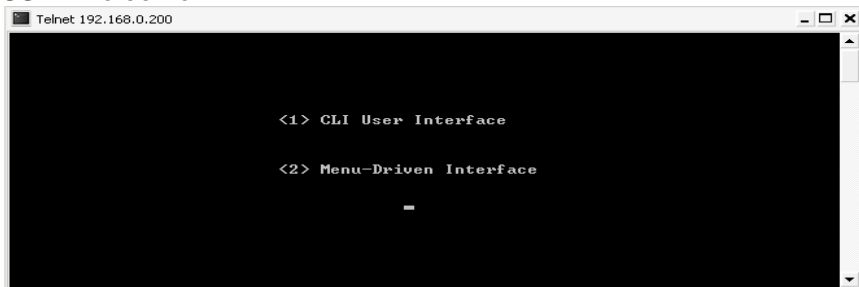 Telnet 192.168.0.200
<1> CLI User Interface
<2> Menu-Driven Interface